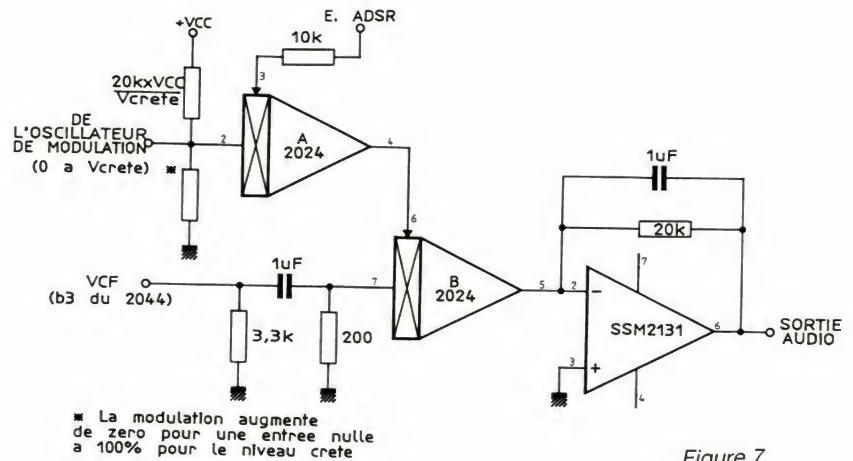 +VCC
E. ADSR
10k
3
20kxVCC
Vcrete
DE
L'OSCILLATEUR
DE MODULATION
(0 a Vcrete)
*
2
A
2024
4
6
1uF
VCF
(b3 du 2044)
1uF
7
B
2024
5
20k
2
-
7
SSM2131
6
SORTIE
AUDIO
3
+
4
3,3k
200
* La modulation augmente
de zero pour une entree nulle
a 100% pour le niveau crete
Figure 7